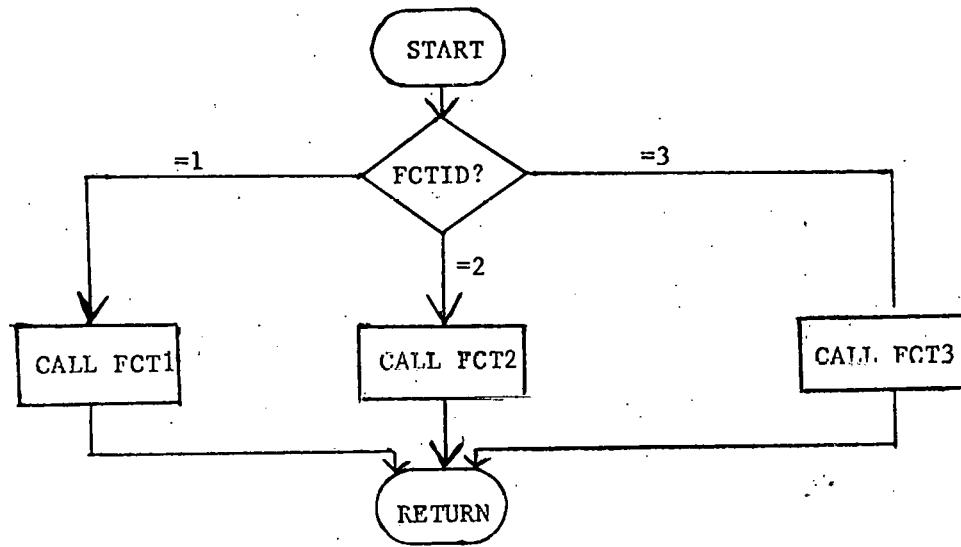 START
=1
FCTID?
=3
=2
CALL FCT1
CALL FCT2
CALL FCT3
RETURN